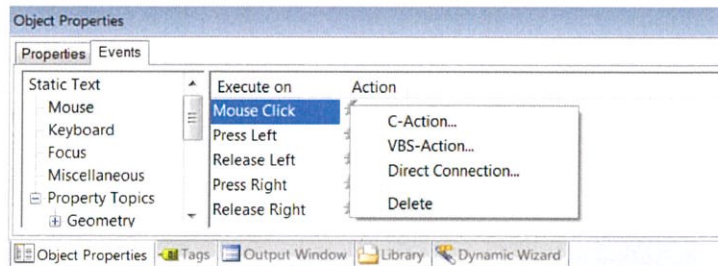 Object Properties
Properties Events
Static Text
Mouse
Keyboard
Focus
Miscellaneous
Property Topics
Geometry
Execute on Action
Mouse Click
Press Left
Release Left
Press Right
Release Right
C-Action...
VBS-Action...
Direct Connection...
Delete
Object Properties Tags Output Window Library Dynamic Wizard